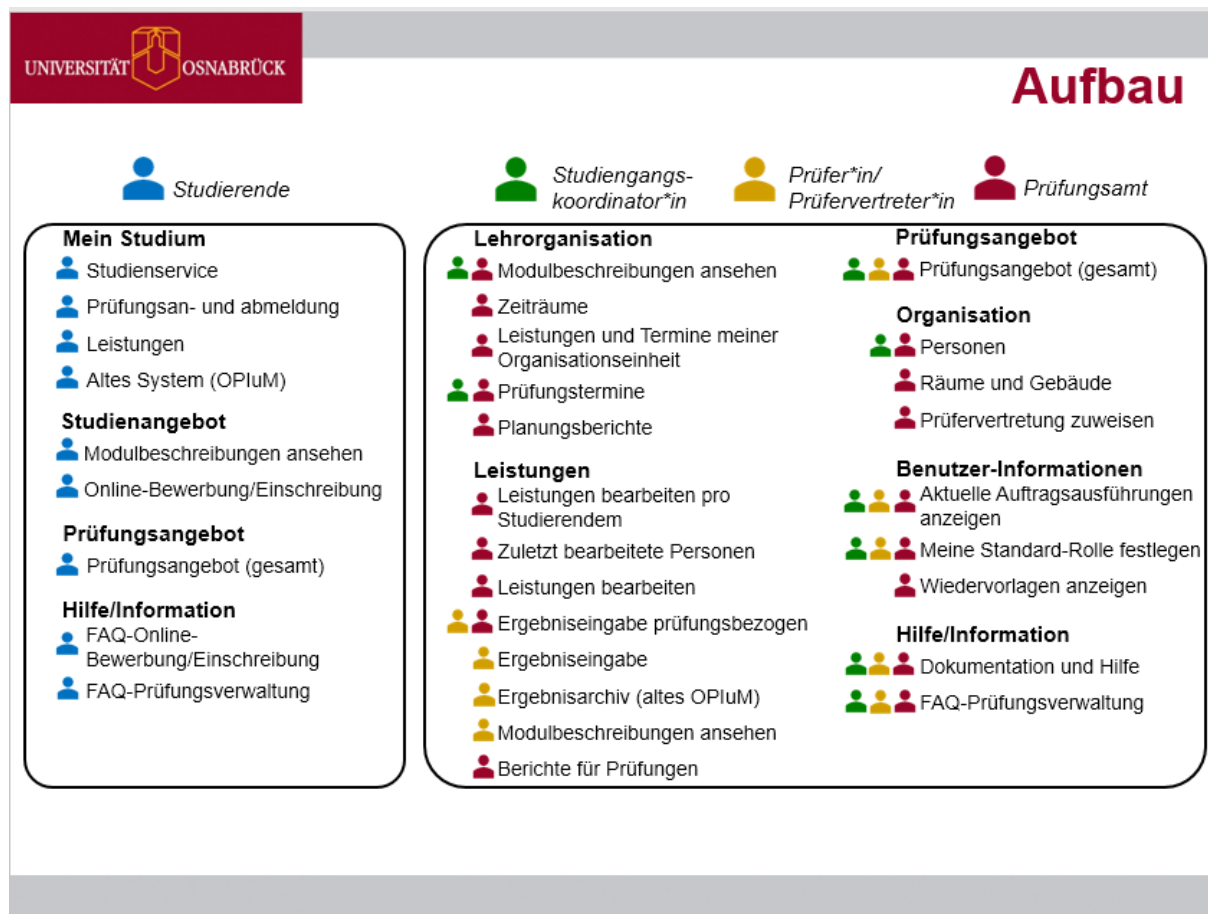 UNIVERSITÄT OSNABRÜCK
Aufbau
Studierende
Studiengangs-
koordinator*in
Prüfer*in/
Prüfervertreter*in
Prüfungsamt
Mein Studium
Studienservice
Prüfungsan- und abmeldung
Leistungen
Altes System (OPIuM)
Studienangebot
Modulbeschreibungen ansehen
Online-Bewerbung/Einschreibung
Prüfungsangebot
Prüfungsangebot (gesamt)
Hilfe/Information
FAQ-Online-
Bewerbung/Einschreibung
FAQ-Prüfungsverwaltung
Lehrorganisation
Modulbeschreibungen ansehen
Zeiträume
Leistungen und Termine meiner
Organisationseinheit
Prüfungstermine
Planungsberichte
Leistungen
Leistungen bearbeiten pro
Studierendem
Zuletzt bearbeitete Personen
Leistungen bearbeiten
Ergebniseingabe prüfungsbezogen
Ergebniseingabe
Ergebnisarchiv (altes OPIuM)
Modulbeschreibungen ansehen
Berichte für Prüfungen
Prüfungsangebot
Prüfungsangebot (gesamt)
Organisation
Personen
Räume und Gebäude
Prüfervertretung zuweisen
Benutzer-Informationen
Aktuelle Auftragsausführungen
anzeigen
Meine Standard-Rolle festlegen
Wiedervorlagen anzeigen
Hilfe/Information
Dokumentation und Hilfe
FAQ-Prüfungsverwaltung